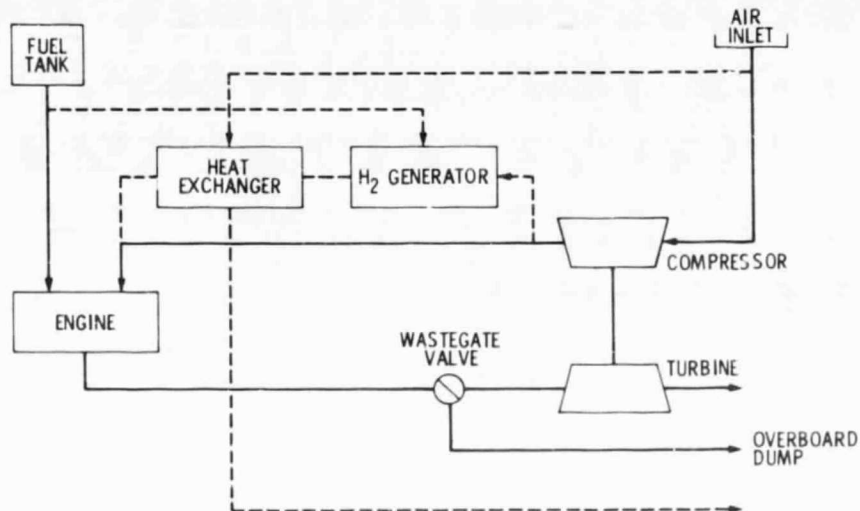 AIR
INLET
FUEL
TANK
HEAT
EXCHANGER
H₂ GENERATOR
COMPRESSOR
ENGINE
WASTEGATE
VALVE
TURBINE
OVERBOARD
DUMP